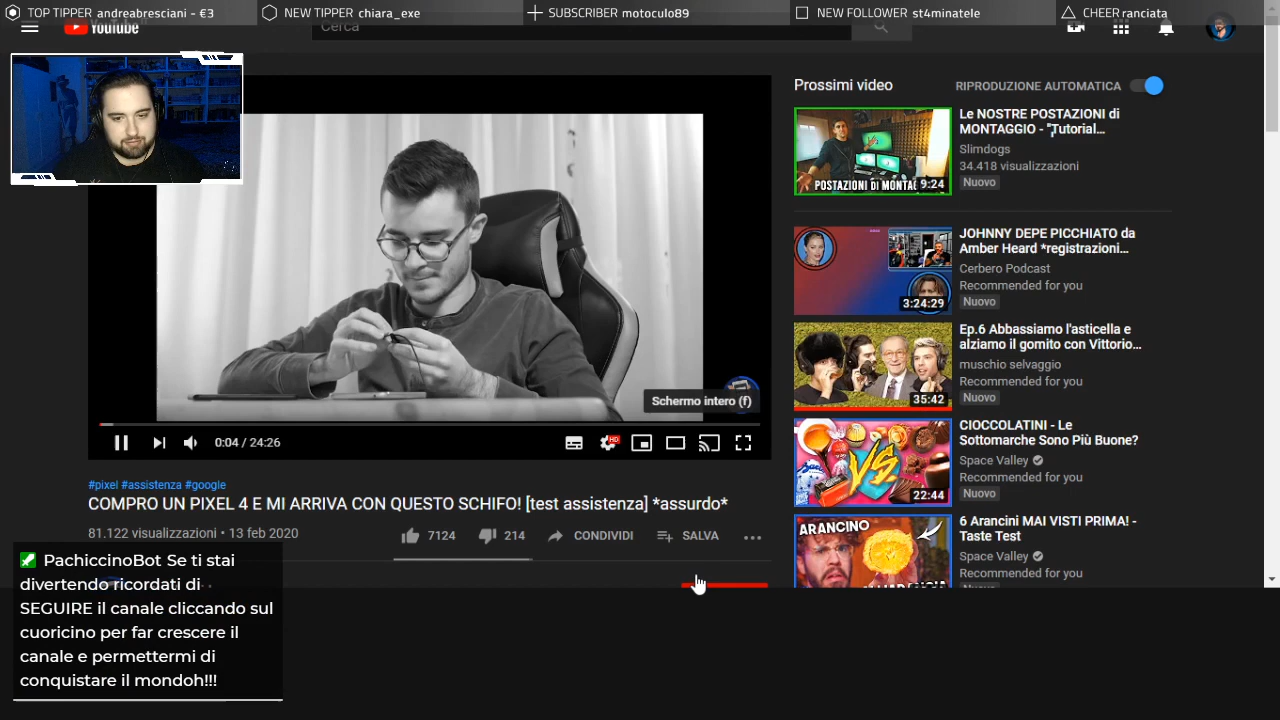 TOP TIPPER andreabresciani - €3
NEW TIPPER chiara_exe
SUBSCRIBER motoculo89
NEW FOLLOWER st4minatele
CHEER ranciata
YouTube
Cerca
Schermo intero (f)
0:04 / 24:26
HD
#pixel #assistenza #google
COMPRO UN PIXEL 4 E MI ARRIVA CON QUESTO SCHIFO! [test assistenza] *assurdo*
81.122 visualizzazioni • 13 feb 2020
7124
214
CONDIVIDI
SALVA
PachiccinoBot Se ti stai
divertendo ricordati di
SEGUIRE il canale cliccando sul
cuoricino per far crescere il
canale e permettermi di
conquistare il mondoh!!!
Prossimi video
RIPRODUZIONE AUTOMATICA
POSTAZIONI DI
9:24
Le NOSTRE POSTAZIONI di
MONTAGGIO - "Tutorial...
Slimdogs
34.418 visualizzazioni
Nuovo
3:24:29
JOHNNY DEPE PICCHIATO da
Amber Heard *registrazioni...
Cerbero Podcast
Recommended for you
Nuovo
35:42
Ep.6 Abbassiamo l'asticella e
alziamo il gomito con Vittorio...
muschio selvaggio
Recommended for you
Nuovo
VS
22:44
CIOCCOLATINI - Le
Sottomarche Sono Più Buone?
Space Valley
Recommended for you
Nuovo
ARANCINO
6 Arancini MAI VISTI PRIMA! -
Taste Test
Space Valley
Recommended for you